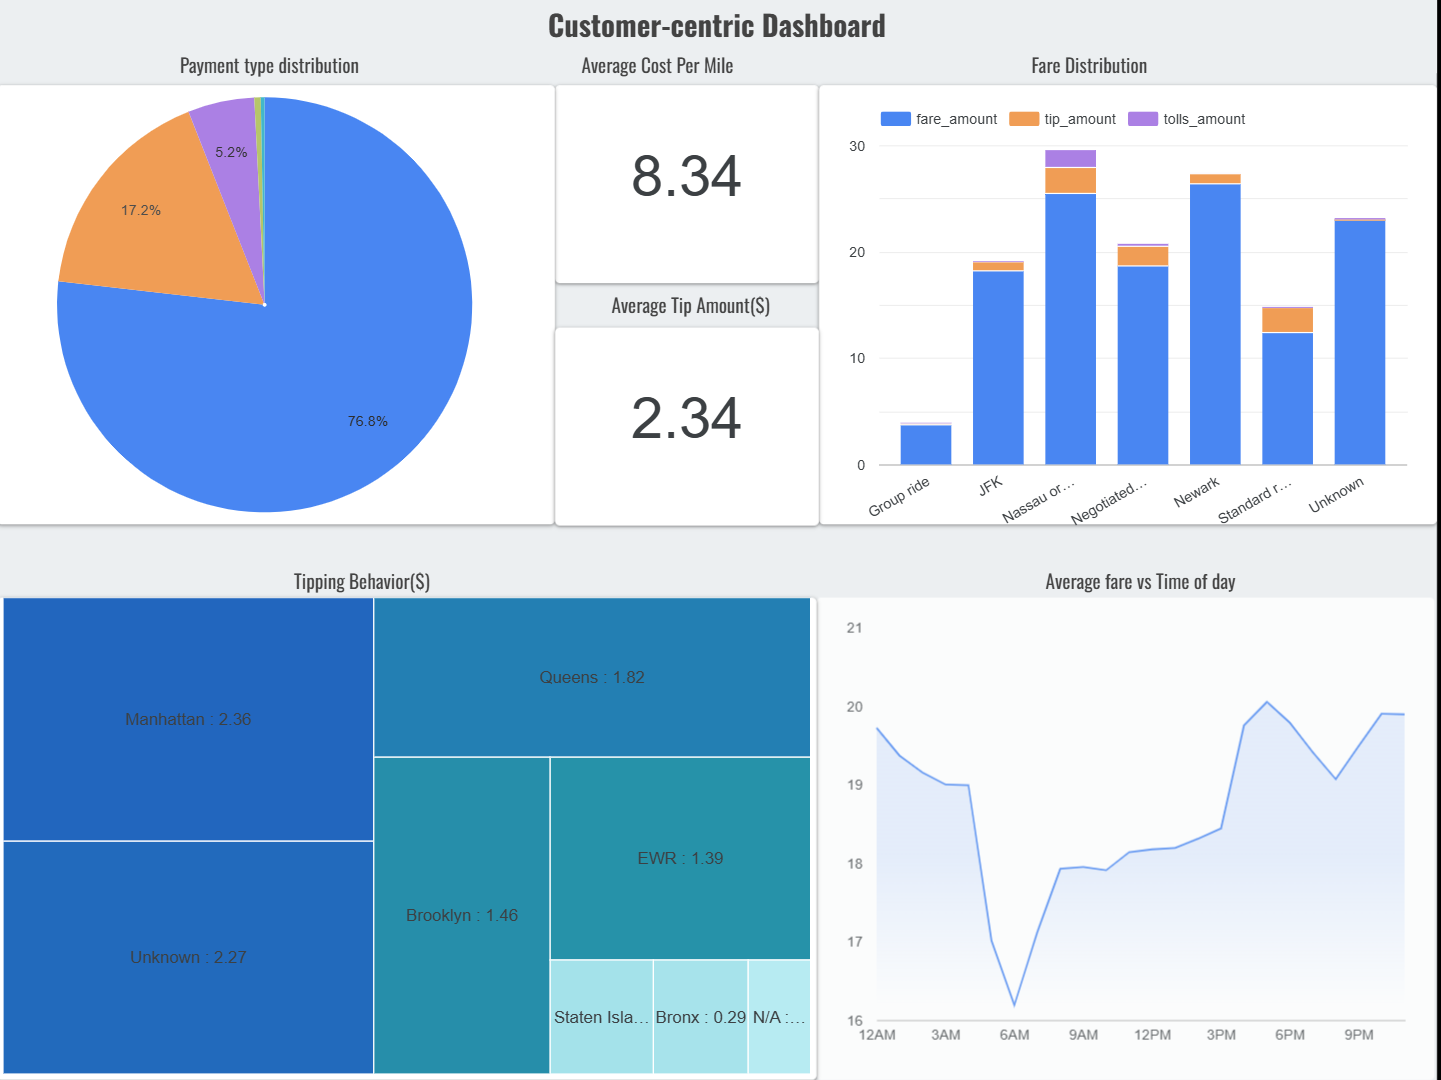 Customer-centric Dashboard
Payment type distribution
5.2%
17.2%
76.8%
Average Cost Per Mile
8.34
Average Tip Amount($)
2.34
Fare Distribution
fare_amount tip_amount tolls_amount
30
20
10
0
Group ride
JFK
Nassau or…
Negotiated…
Newark
Standard r…
Unknown
Tipping Behavior($)
Manhattan : 2.36
Queens : 1.82
Unknown : 2.27
Brooklyn : 1.46
EWR : 1.39
Staten Isla…
Bronx : 0.29
N/A :…
Average fare vs Time of day
21
20
19
18
17
16
12AM 3AM 6AM 9AM 12PM 3PM 6PM 9PM